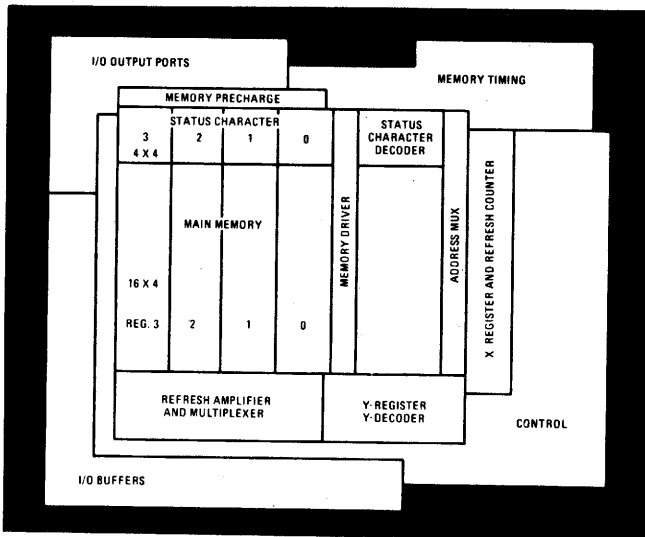 I/O OUTPUT PORTS
MEMORY TIMING
MEMORY PRECHARGE
STATUS CHARACTER
3 2 1 0
4 X 4
STATUS
CHARACTER
DECODER
MAIN MEMORY
16 X 4
REG. 3 2 1 0
MEMORY DRIVER
ADDRESS MUX
X REGISTER AND REFRESH COUNTER
REFRESH AMPLIFIER
AND MULTIPLEXER
Y-REGISTER
Y-DECODER
CONTROL
I/O BUFFERS